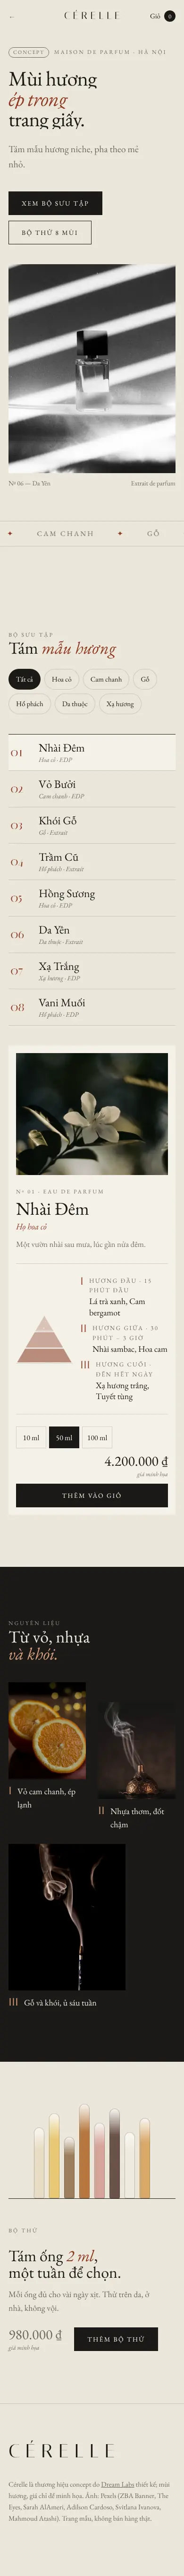 ←
CÉRELLE
Giỏ 0
CONCEPT
MAISON DE PARFUM · HÀ NỘI
Mùi hương
ép trong
trang giấy.
Tám mẫu hương niche, pha theo mẻ
nhỏ.
XEM BỘ SƯU TẬP
BỘ THỬ 8 MÙI
Nº 06 — Da Yên
Extrait de parfum
CAM CHANH
GỖ
BỘ SƯU TẬP
Tám mẫu hương
Tất cả
Hoa cỏ
Cam chanh
Gỗ
Hổ phách
Da thuộc
Xạ hương
01
Nhài Đêm
Hoa cỏ · EDP
02
Vỏ Bưởi
Cam chanh · EDP
03
Khói Gỗ
Gỗ · Extrait
04
Trầm Cũ
Hổ phách · Extrait
05
Hồng Sương
Hoa cỏ · EDP
06
Da Yên
Da thuộc · Extrait
07
Xạ Trắng
Xạ hương · EDP
08
Vani Muối
Hổ phách · EDP
Nº 01 · EAU DE PARFUM
Nhài Đêm
Họ hoa cỏ
Một vườn nhài sau mưa, lúc gần nửa đêm.
I
HƯƠNG ĐẦU · 15
PHÚT ĐẦU
Lá trà xanh, Cam
bergamot
II
HƯƠNG GIỮA · 30
PHÚT – 3 GIỜ
Nhài sambac, Hoa cam
III
HƯƠNG CUỐI ·
ĐẾN HẾT NGÀY
Xạ hương trắng,
Tuyết tùng
10 ml
50 ml
100 ml
4.200.000 ₫
giá minh họa
THÊM VÀO GIỎ
NGUYÊN LIỆU
Từ vỏ, nhựa
và khói.
I
Vỏ cam chanh, ép
lạnh
II
Nhựa thơm, đốt
chậm
III
Gỗ và khói, ủ sáu tuần
BỘ THỬ
Tám ống 2 ml,
một tuần để chọn.
Mỗi ống đủ cho vài ngày xịt. Thử trên da, ở
nhà, không vội.
980.000 ₫
giá minh họa
THÊM BỘ THỬ
CÉRELLE
Cérelle là thương hiệu concept do Dream Labs thiết kế; mùi
hương, giá chỉ để minh họa. Ảnh: Pexels (ZBA Banner, The
Eyes, Sarah AlAmeri, Adihom Cardoso, Svitlana Ivanova,
Mahmoud Atashi). Trang mẫu, không bán hàng thật.